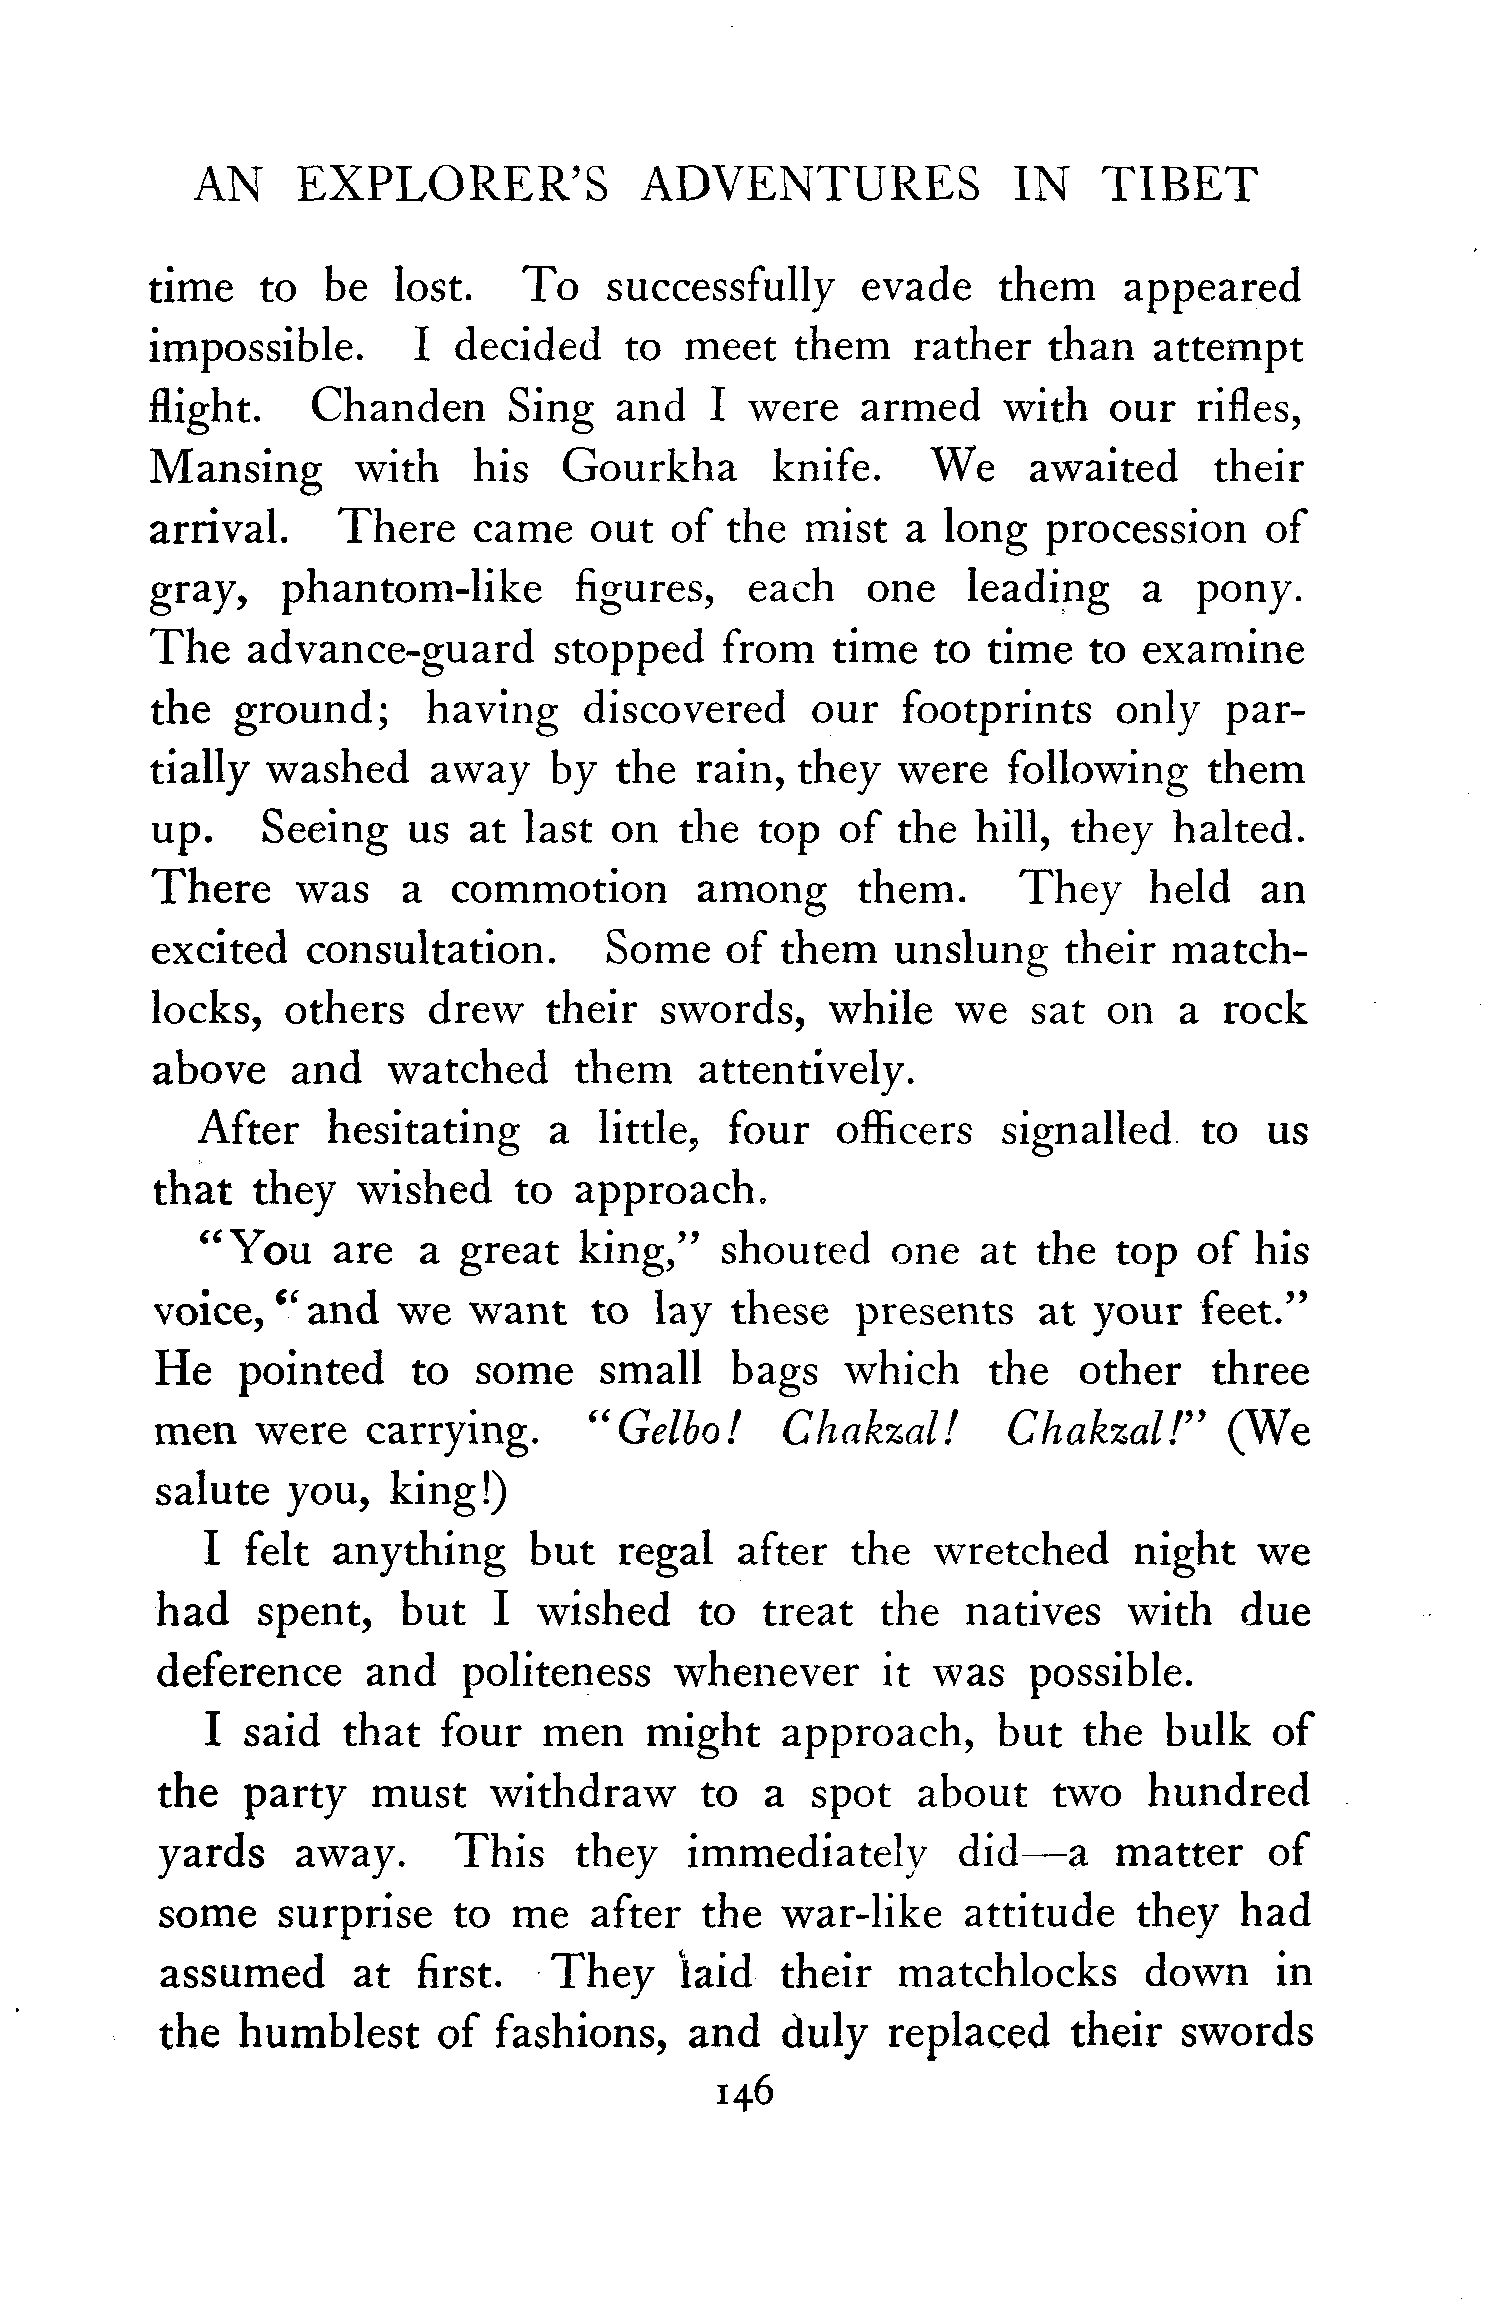 AN EXPLORER'S ADVENTURES IN TIBET
time to be lost. To successfully evade them appeared
impossible. I decided to meet them rather than attempt
flight. Chanden Sing and I were armed with our rifles,
Mansing with his Gourkha knife. We awaited their
arrival. There came out of the mist a long procession of
gray, phantom-like figures, each one leading a pony.
The advance-guard stopped from time to time to examine
the ground; having discovered our footprints only par-
tially washed away by the rain, they were following them
up. Seeing us at last on the top of the hill, they halted.
There was a commotion among them. They held an
excited consultation. Some of them unslung their match-
locks, others drew their swords, while we sat on a rock
above and watched them attentively.
After hesitating a little, four officers signalled to us
that they wished to approach.
"You are a great king," shouted one at the top of his
voice, "and we want to lay these presents at your feet."
He pointed to some small bags which the other three
men were carrying. "Gelbo! Chakzal! Chakzal!" (We
salute you, king!)
I felt anything but regal after the wretched night we
had spent, but I wished to treat the natives with due
deference and politeness whenever it was possible.
I said that four men might approach, but the bulk of
the party must withdraw to a spot about two hundred
yards away. This they immediately did—a matter of
some surprise to me after the war-like attitude they had
assumed at first. They laid their matchlocks down in
the humblest of fashions, and duly replaced their swords
146